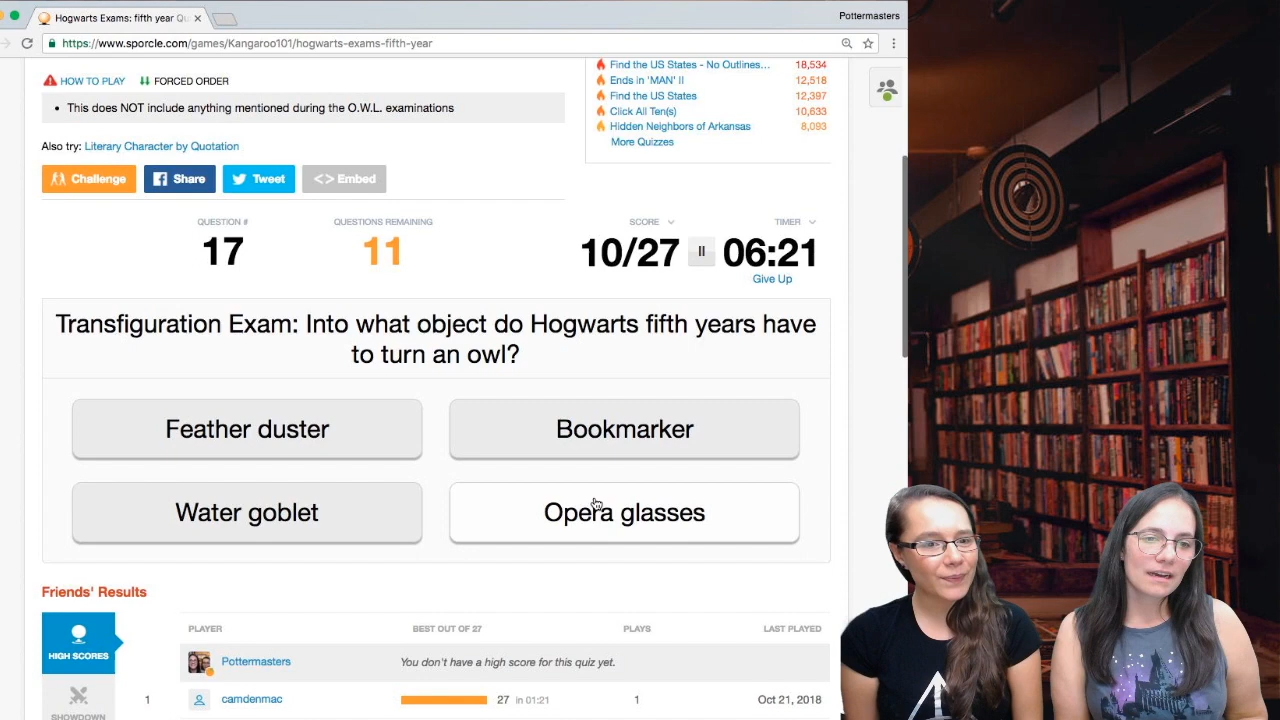 Hogwarts Exams: fifth year Qu
Pottermasters
https://www.sporcle.com/games/Kangaroo101/hogwarts-exams-fifth-year
HOW TO PLAY FORCED ORDER
This does NOT include anything mentioned during the O.W.L. examinations
Also try: Literary Character by Quotation
Challenge Share Tweet <> Embed
Find the US States - No Outlines... 18,534
Ends in 'MAN' II 12,518
Find the US States 12,397
Click All Ten(s) 10,633
Hidden Neighbors of Arkansas 8,093
More Quizzes
QUESTION # QUESTIONS REMAINING SCORE TIMER
17 11 10/27 06:21
Give Up
Transfiguration Exam: Into what object do Hogwarts fifth years have
to turn an owl?
Feather duster Bookmarker
Water goblet Opera glasses
Friends' Results
HIGH SCORES
SHOWDOWN
PLAYER BEST OUT OF 27 PLAYS LAST PLAYED
Pottermasters You don't have a high score for this quiz yet.
1 camdenmac 27 in 01:21 1 Oct 21, 2018